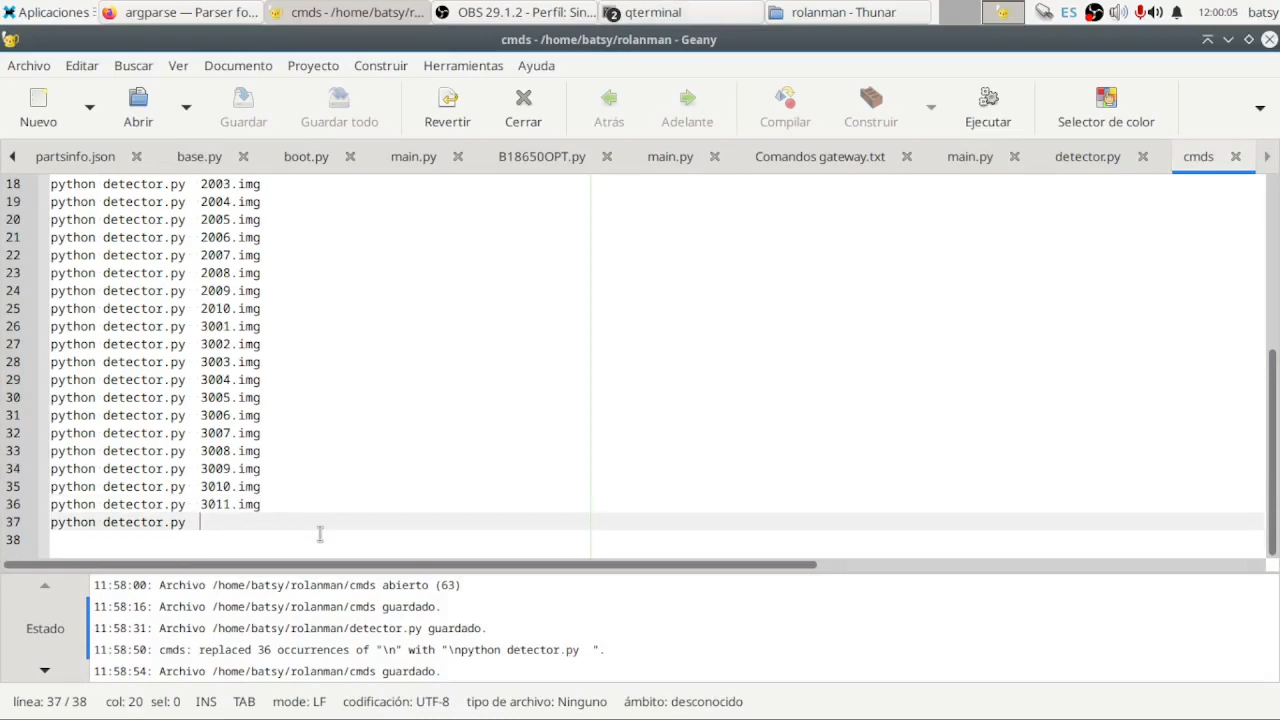 Aplicaciones
argparse — Parser fo...
cmds - /home/batsy/r...
OBS 29.1.2 - Perfil: Sin...
2 qterminal
rolanman - Thunar
ES
12:00:05
batsy
cmds - /home/batsy/rolanman - Geany
Archivo Editar Buscar Ver Documento Proyecto Construir Herramientas Ayuda
Nuevo Abrir Guardar Guardar todo Revertir Cerrar Atrás Adelante Compilar Construir Ejecutar Selector de color
partsinfo.json base.py boot.py main.py B18650OPT.py main.py Comandos gateway.txt main.py detector.py cmds
18 python detector.py  2003.img
19 python detector.py  2004.img
20 python detector.py  2005.img
21 python detector.py  2006.img
22 python detector.py  2007.img
23 python detector.py  2008.img
24 python detector.py  2009.img
25 python detector.py  2010.img
26 python detector.py  3001.img
27 python detector.py  3002.img
28 python detector.py  3003.img
29 python detector.py  3004.img
30 python detector.py  3005.img
31 python detector.py  3006.img
32 python detector.py  3007.img
33 python detector.py  3008.img
34 python detector.py  3009.img
35 python detector.py  3010.img
36 python detector.py  3011.img
37 python detector.py
38
11:58:00: Archivo /home/batsy/rolanman/cmds abierto (63)
11:58:16: Archivo /home/batsy/rolanman/cmds guardado.
Estado
11:58:31: Archivo /home/batsy/rolanman/detector.py guardado.
11:58:50: cmds: replaced 36 occurrences of "\n" with "\npython detector.py  ".
11:58:54: Archivo /home/batsy/rolanman/cmds guardado.
línea: 37 / 38 col: 20 sel: 0 INS TAB mode: LF codificación: UTF-8 tipo de archivo: Ninguno ámbito: desconocido